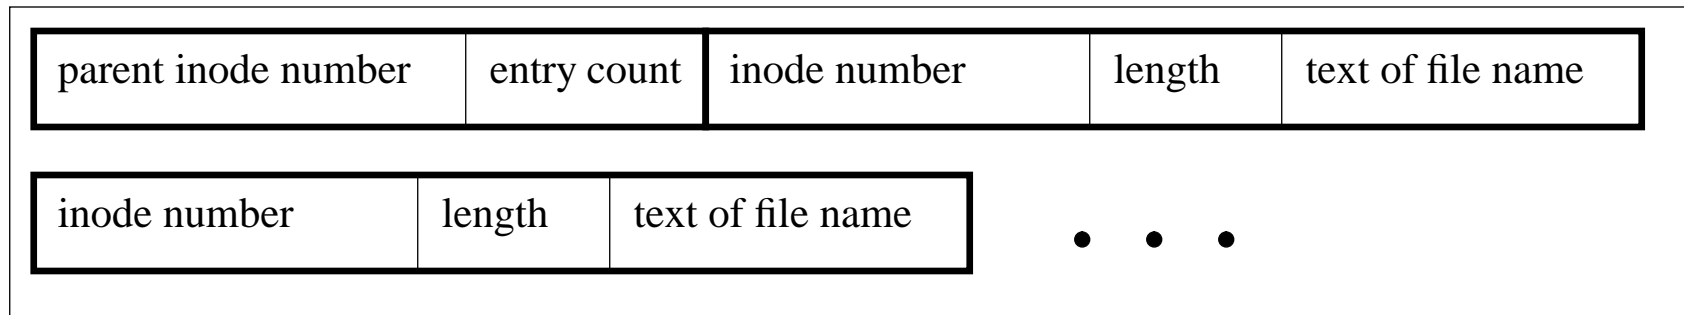 parent inode number entry count inode number length text of file name
inode number length text of file name